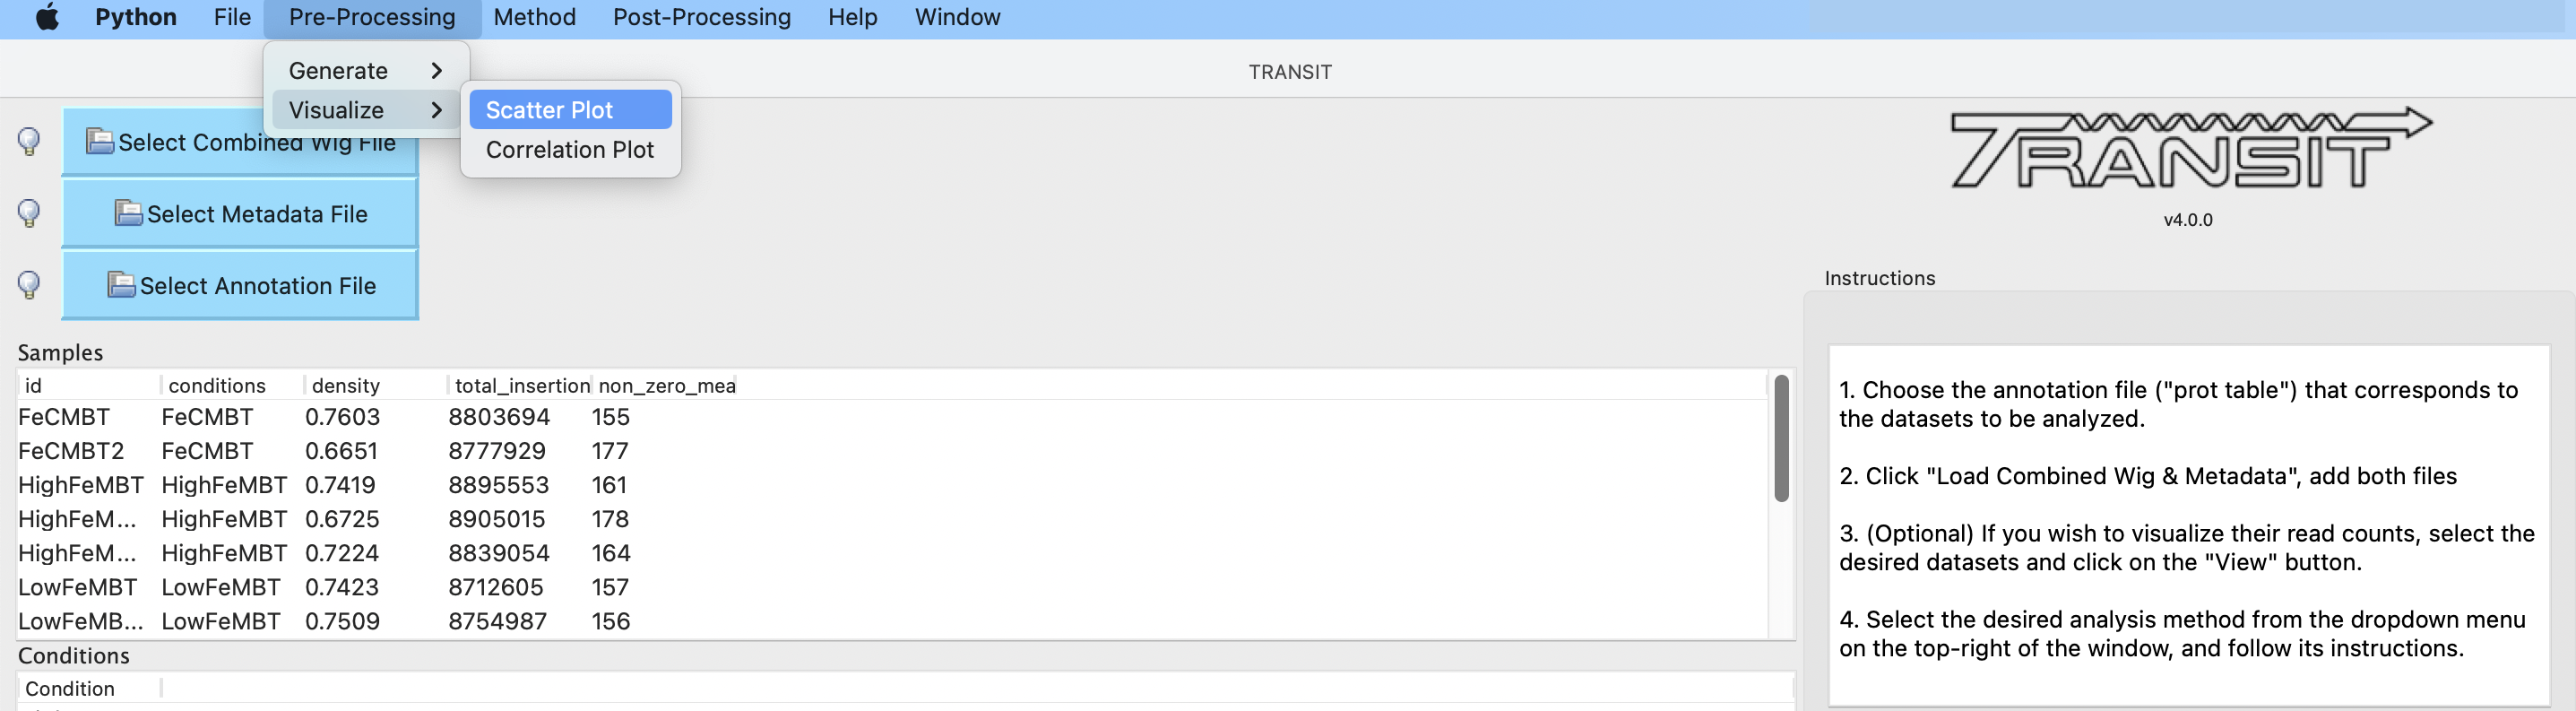 Python File Pre-Processing Method Post-Processing Help Window
TRANSIT
Generate
Visualize
Scatter Plot
Correlation Plot
Select Combined Wig File
Select Metadata File
Select Annotation File
TRANSIT
v4.0.0
Samples
id conditions density total_insertion non_zero_mea
FeCMBT FeCMBT 0.7603 8803694 155
FeCMBT2 FeCMBT 0.6651 8777929 177
HighFeMBT HighFeMBT 0.7419 8895553 161
HighFeM... HighFeMBT 0.6725 8905015 178
HighFeM... HighFeMBT 0.7224 8839054 164
LowFeMBT LowFeMBT 0.7423 8712605 157
LowFeMB... LowFeMBT 0.7509 8754987 156
Conditions
Condition
Instructions
1. Choose the annotation file ("prot table") that corresponds to
the datasets to be analyzed.
2. Click "Load Combined Wig & Metadata", add both files
3. (Optional) If you wish to visualize their read counts, select the
desired datasets and click on the "View" button.
4. Select the desired analysis method from the dropdown menu
on the top-right of the window, and follow its instructions.